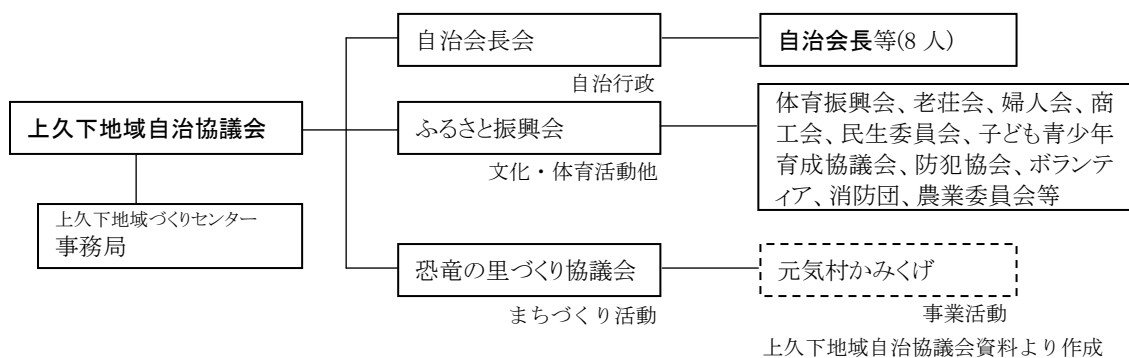 自治会長会
自治会長等(8 人)
自治行政
上久下地域自治協議会
ふるさと振興会
文化・体育活動他
体育振興会、老荘会、婦人会、商
工会、民生委員会、子ども青少年
育成協議会、防犯協会、ボランテ
ィア、消防団、農業委員会等
上久下地域づくりセンター
事務局
恐竜の里づくり協議会
まちづくり活動
元気村かみくげ
事業活動
上久下地域自治協議会資料より作成